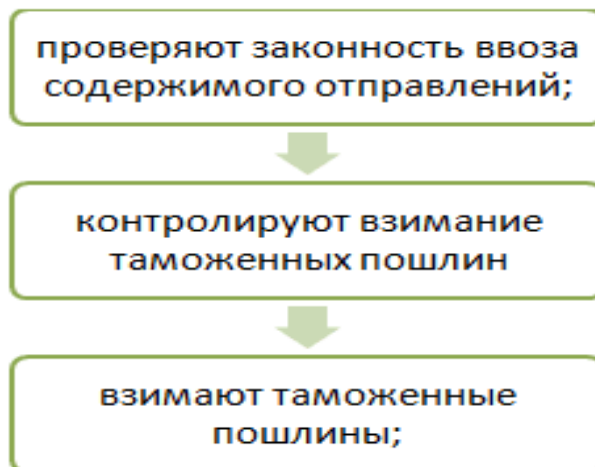 проверяют законность ввоза
содержимого отправлений;
контролируют взимание
таможенных пошлин
взимают таможенные
пошлины;